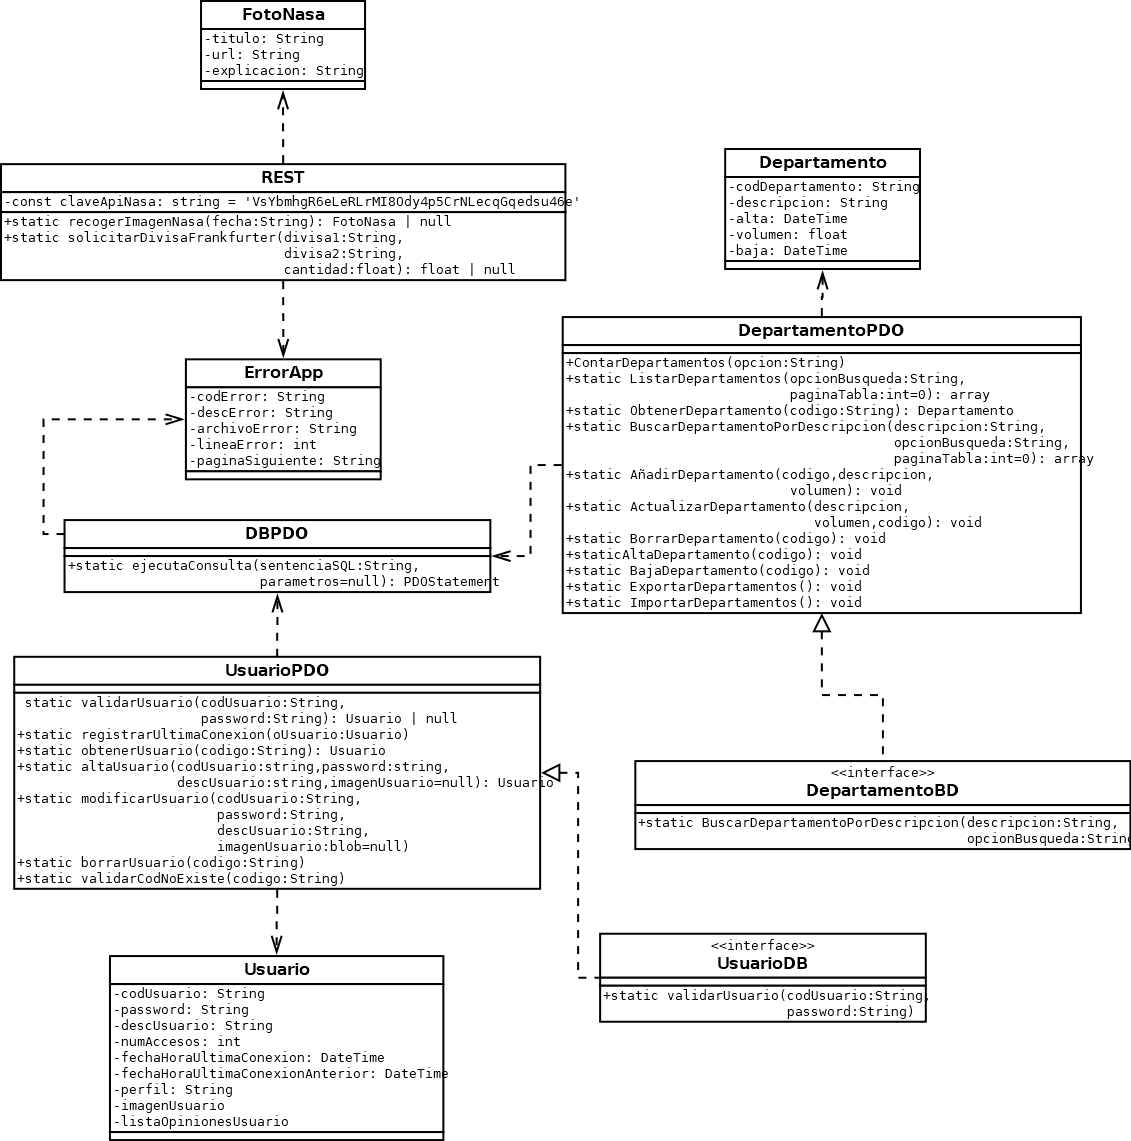 FotoNasa
-titulo: String
-url: String
-explicacion: String
REST
-const claveApiNasa: string = 'VsYbmhgR6eLeRLrMI8Ody4p5CrNLecqGqedsu46e'
+static recogerImagenNasa(fecha:String): FotoNasa | null
+static solicitarDivisaFrankfurter(divisa1:String,
divisa2:String,
cantidad:float): float | null
Departamento
-codDepartamento: String
-descripcion: String
-alta: DateTime
-volumen: float
-baja: DateTime
DepartamentoPDO
+ContarDepartamentos(opcion:String)
+static ListarDepartamentos(opcionBusqueda:String,
paginaTabla:int=0): array
+static ObtenerDepartamento(codigo:String): Departamento
+static BuscarDepartamentoPorDescripcion(descripcion:String,
opcionBusqueda:String,
paginaTabla:int=0): array
+static AñadirDepartamento(codigo,descripcion,
volumen): void
+static ActualizarDepartamento(descripcion,
volumen,codigo): void
+static BorrarDepartamento(codigo): void
+staticAltaDepartamento(codigo): void
+static BajaDepartamento(codigo): void
+static ExportarDepartamentos(): void
+static ImportarDepartamentos(): void
ErrorApp
-codError: String
-descError: String
-archivoError: String
-lineaError: int
-paginaSiguiente: String
DBPDO
+static ejecutaConsulta(sentenciaSQL:String,
parametros=null): PDOStatement
UsuarioPDO
static validarUsuario(codUsuario:String,
password:String): Usuario | null
+static registrarUltimaConexion(oUsuario:Usuario)
+static obtenerUsuario(codigo:String): Usuario
+static altaUsuario(codUsuario:string,password:string,
descUsuario:string,imagenUsuario=null): Usuario
+static modificarUsuario(codUsuario:String,
password:String,
descUsuario:String,
imagenUsuario:blob=null)
+static borrarUsuario(codigo:String)
+static validarCodNoExiste(codigo:String)
<<interface>>
DepartamentoBD
+static BuscarDepartamentoPorDescripcion(descripcion:String,
opcionBusqueda:String
<<interface>>
UsuarioDB
+static validarUsuario(codUsuario:String,
password:String)
Usuario
-codUsuario: String
-password: String
-descUsuario: String
-numAccesos: int
-fechaHoraUltimaConexion: DateTime
-fechaHoraUltimaConexionAnterior: DateTime
-perfil: String
-imagenUsuario
-listaOpinionesUsuario